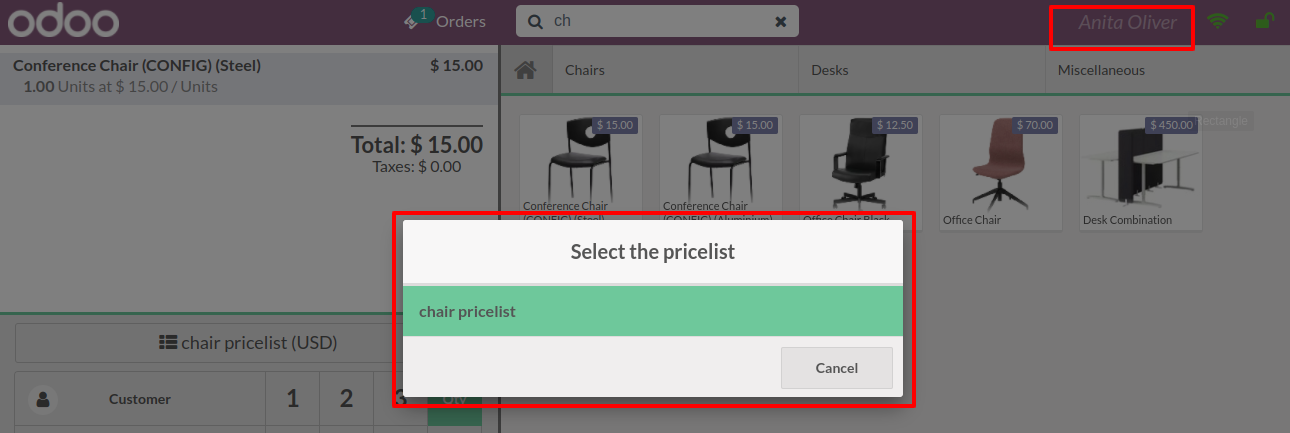 odoo
1
Orders
ch
Anita Oliver
Conference Chair (CONFIG) (Steel) $ 15.00
1.00 Units at $ 15.00 / Units
Total: $ 15.00
Taxes: $ 0.00
Chairs
Desks
Miscellaneous
$ 15.00
Conference Chair
(CONFIG) (Steel)
$ 15.00
Conference Chair
(CONFIG) (Aluminium)
$ 12.50
Office Chair Black
$ 70.00
Office Chair
$ 450.00
Desk Combination
Rectangle
Select the pricelist
chair pricelist
Cancel
chair pricelist (USD)
Customer
1
2
3
Qty